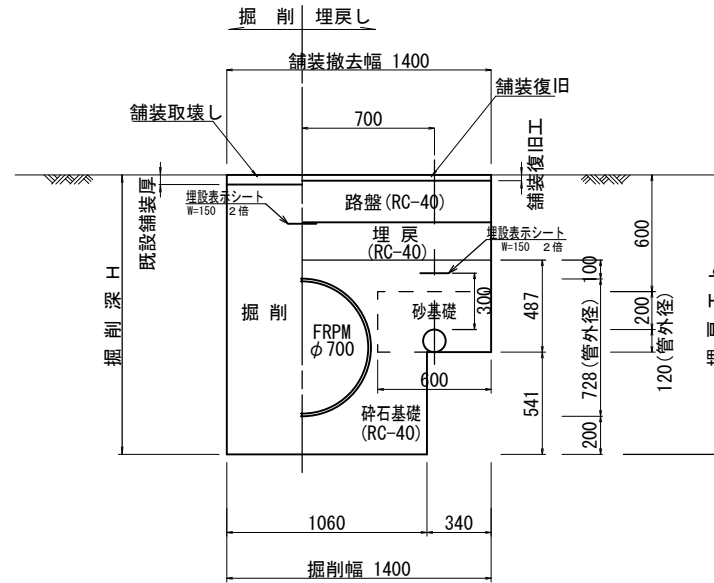 掘 削 埋戻し
舗装撤去幅 1400
舗装取壊し
舗装復旧
700
既設舗装厚
埋設表示シート
W=150 2倍
路盤(RC-40)
埋 戻
(RC-40)
埋設表示シート
W=150 2倍
舗装復旧工
掘削深 H
掘 削
FRPM
φ700
砂基礎
300
600
砕石基礎
(RC-40)
487
541
100
728(管外径)
200
600
200
120(管外径)
1060
340
掘削幅 1400